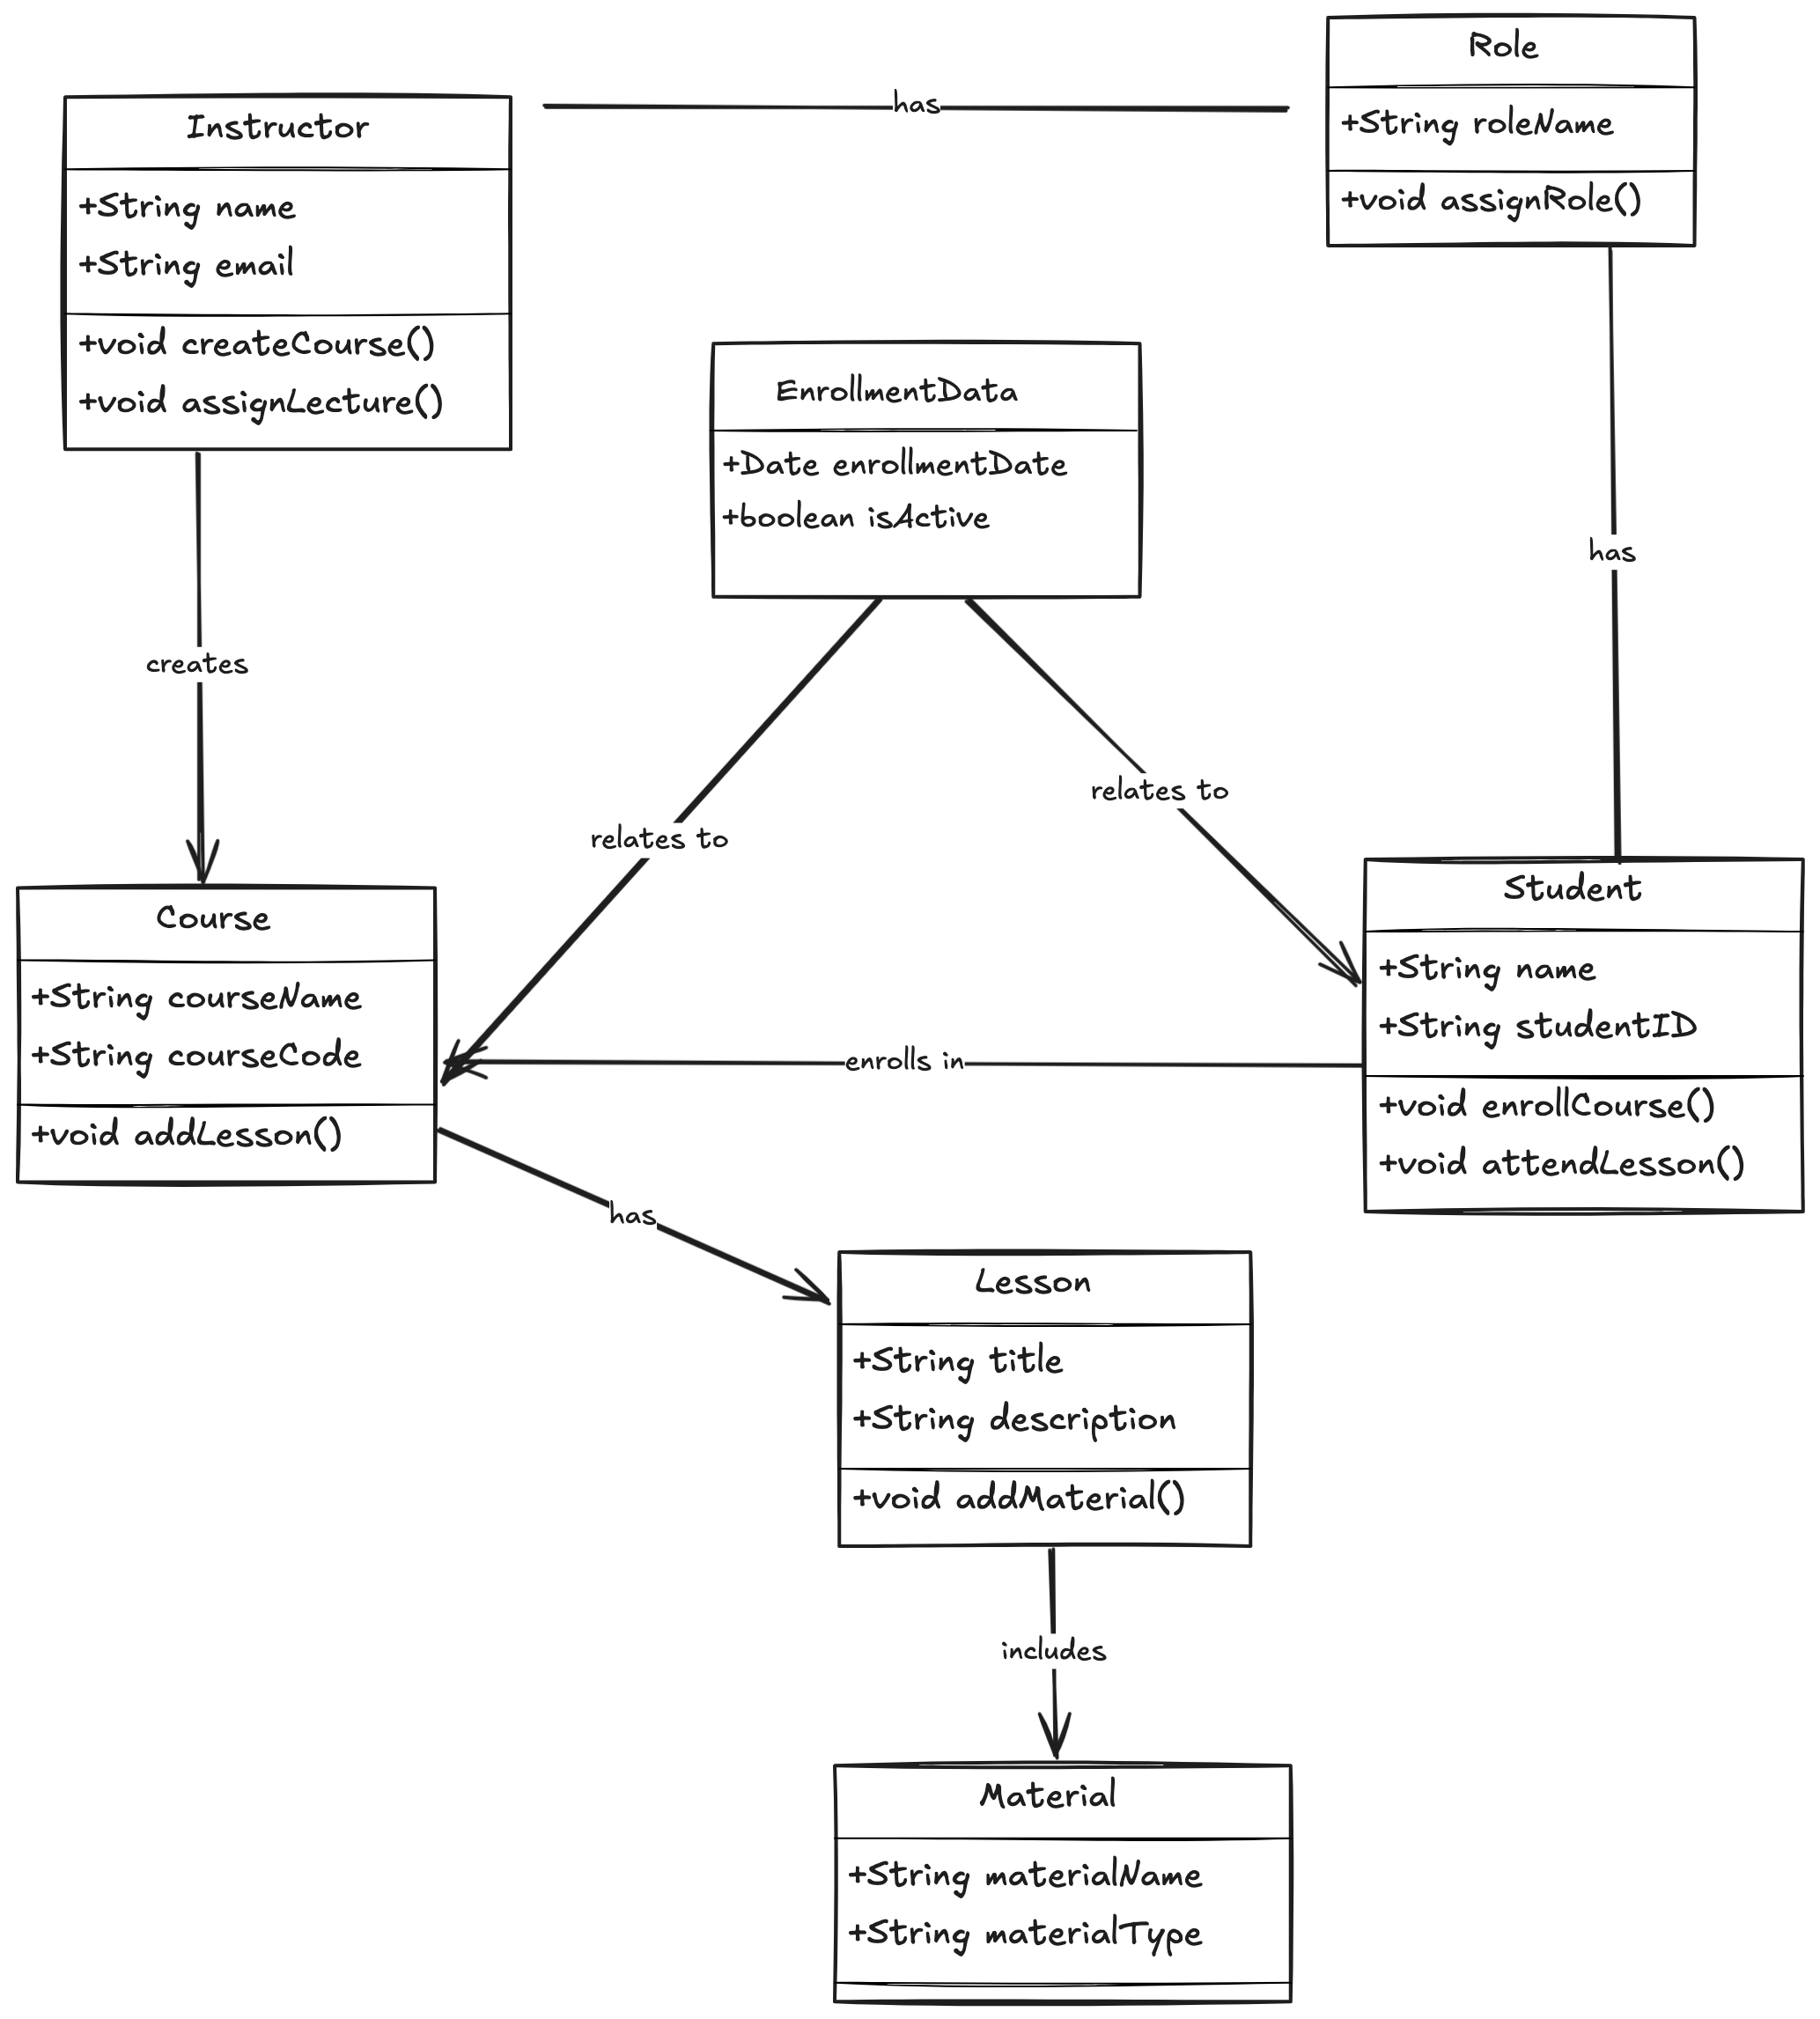 Role
+String roleName
+void assignRole()
has
Instructor
+String name
+String email
+void createCourse()
+void assignLecture()
EnrollmentData
+Date enrollmentDate
+boolean isActive
has
creates
relates to
relates to
Course
+String courseName
+String courseCode
+void addLesson()
enrolls in
Student
+String name
+String studentID
+void enrollCourse()
+void attendLesson()
has
Lesson
+String title
+String description
+void addMaterial()
includes
Material
+String materialName
+String materialType